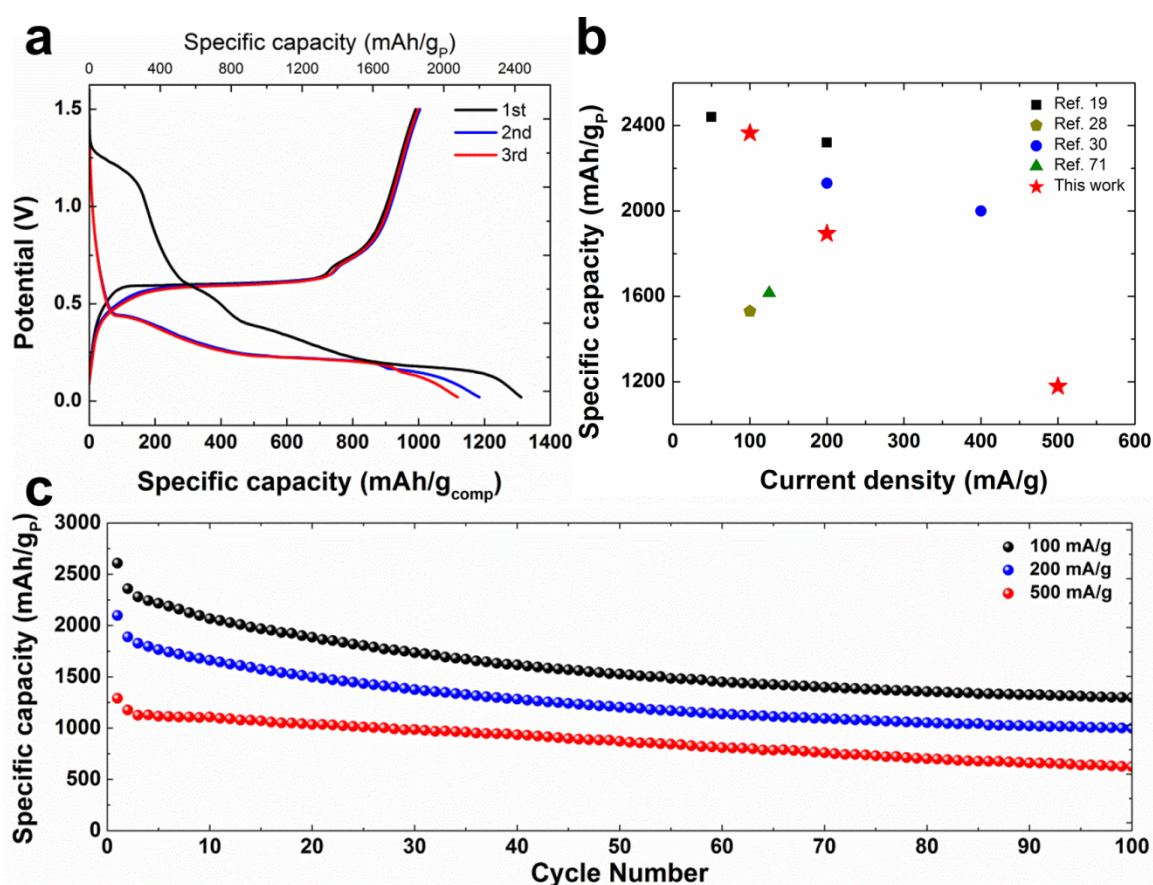 a
Specific capacity (mAh/gP)
0 400 800 1200 1600 2000 2400
1st
2nd
3rd
1.5
1.0
0.5
0.0
Potential (V)
0 200 400 600 800 1000 1200 1400
Specific capacity (mAh/gcomp)
b
Ref. 19
Ref. 28
Ref. 30
Ref. 71
This work
2400
2000
1600
1200
Specific capacity (mAh/gP)
0 100 200 300 400 500 600
Current density (mA/g)
c
3000
2500
2000
1500
1000
500
0
Specific capacity (mAh/gP)
100 mA/g
200 mA/g
500 mA/g
0 10 20 30 40 50 60 70 80 90 100
Cycle Number